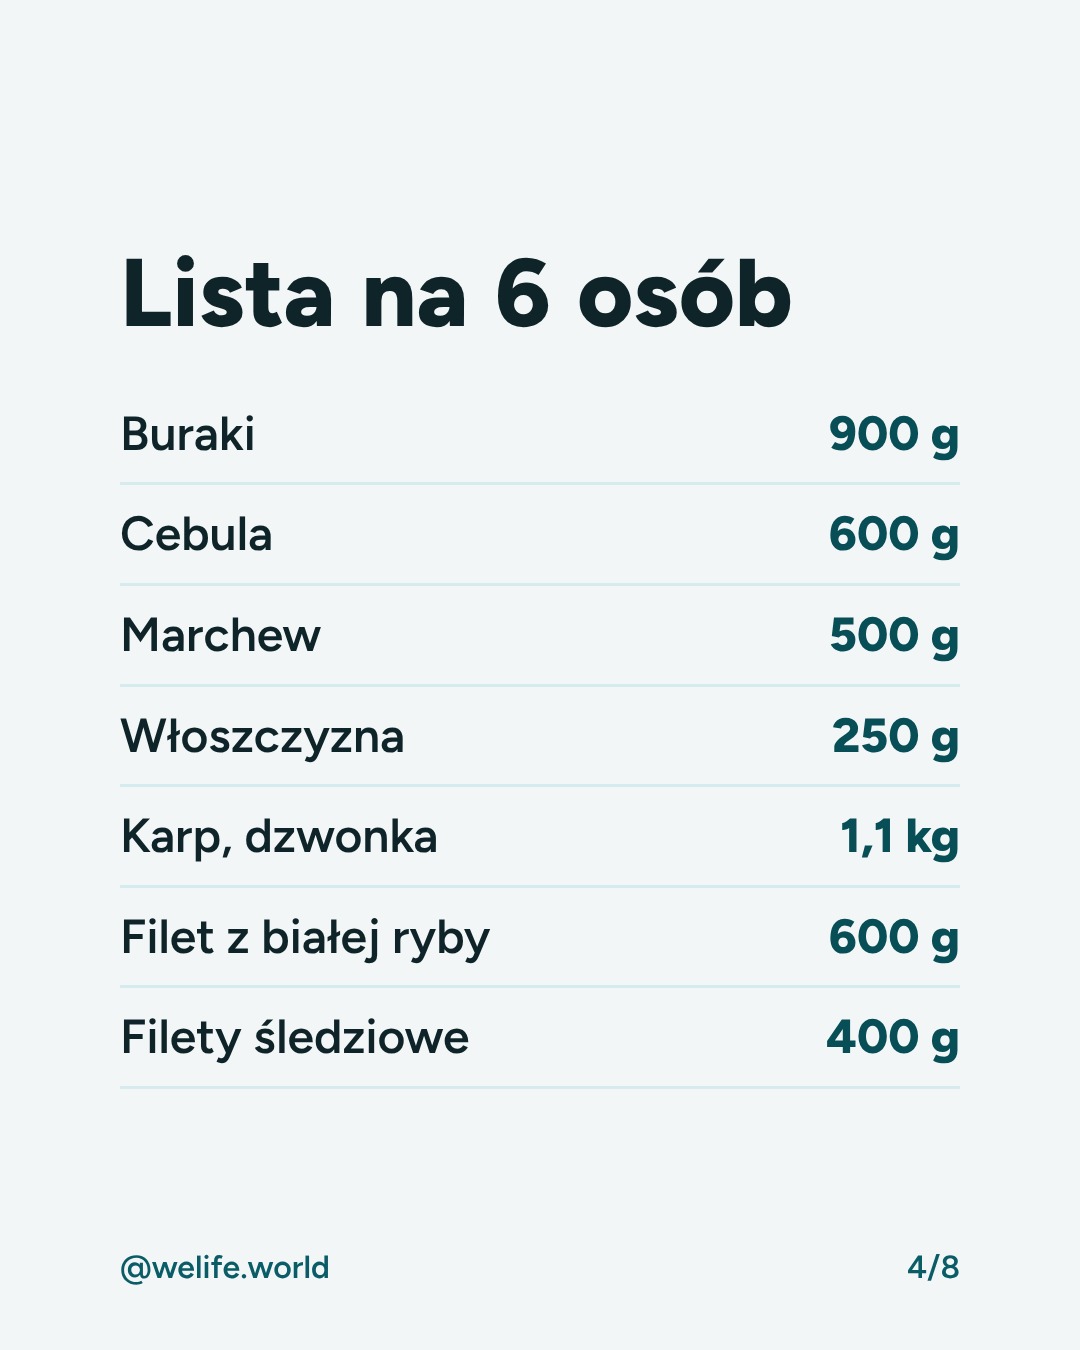 Lista na 6 osób
Buraki 900 g
Cebula 600 g
Marchew 500 g
Włoszczyzna 250 g
Karp, dzwonka 1,1 kg
Filet z białej ryby 600 g
Filety śledziowe 400 g
@welife.world 4/8